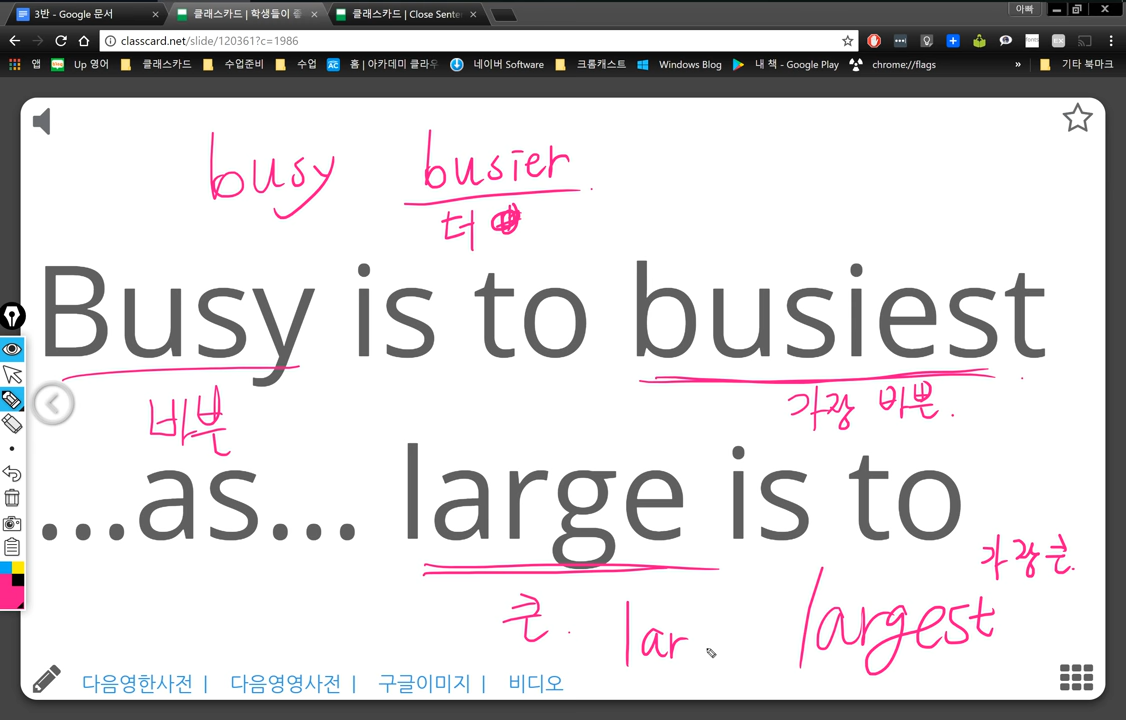 3반 - Google 문서
클래스카드 | 학생들이 즐
클래스카드 | Close Sente
아빠
classcard.net/slide/120361?c=1986
앱 Up 영어 클래스카드 수업준비 수업 홈 | 아카데미 클라우 네이버 Software 크롬캐스트 Windows Blog 내 책 - Google Play chrome://flags » 기타 북마크
busy busier
더
Busy is to busiest
바쁜 가장 바쁜.
...as... large is to
가장 큰.
큰. lar largest
다음영한사전 | 다음영영사전 | 구글이미지 | 비디오